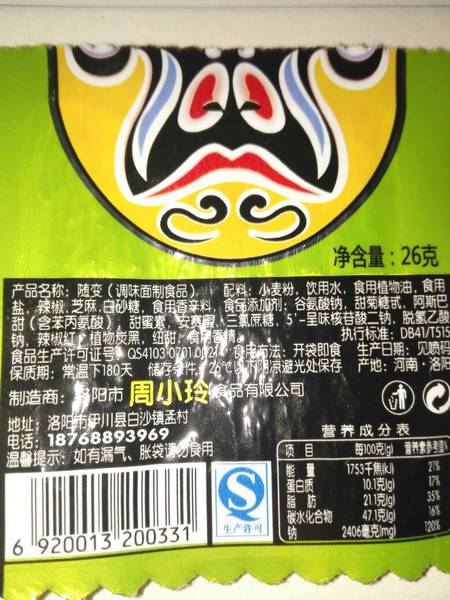 净含量：26克
产品名称：随变（调味面制食品） 配料：小麦粉，饮用水，食用植物油，食用
盐，辣椒，芝麻，白砂糖，食用香辛料，食品添加剂：谷氨酸钠，甜菊糖甙，阿斯巴
甜（含苯丙氨酸），甜蜜素，安赛蜜，三氯蔗糖，5'-呈味核苷酸二钠，脱氢乙酸
钠，辣椒红，植物炭黑，纽甜，食用香精。 执行标准：DB41/T515
食品生产许可证号：QS4103 0701 0021 食用方法：开袋即食 生产日期：见喷码
保质期：常温下180天 储存条件：26℃以下阴凉避光处保存 产地：河南·洛阳
制造商：洛阳市周小玲食品有限公司
地址：洛阳市伊川县白沙镇孟村
电话：18768893969
温馨提示：如有漏气、胀袋请勿食用
营养成分表
项目 每100克(g) 营养素参考值%
能量 1753千焦(kJ) 21%
蛋白质 10.1克(g) 17%
脂肪 21.1克(g) 35%
碳水化合物 47.1克(g) 16%
钠 2406毫克(mg) 120%
生产许可
6 920013 200331